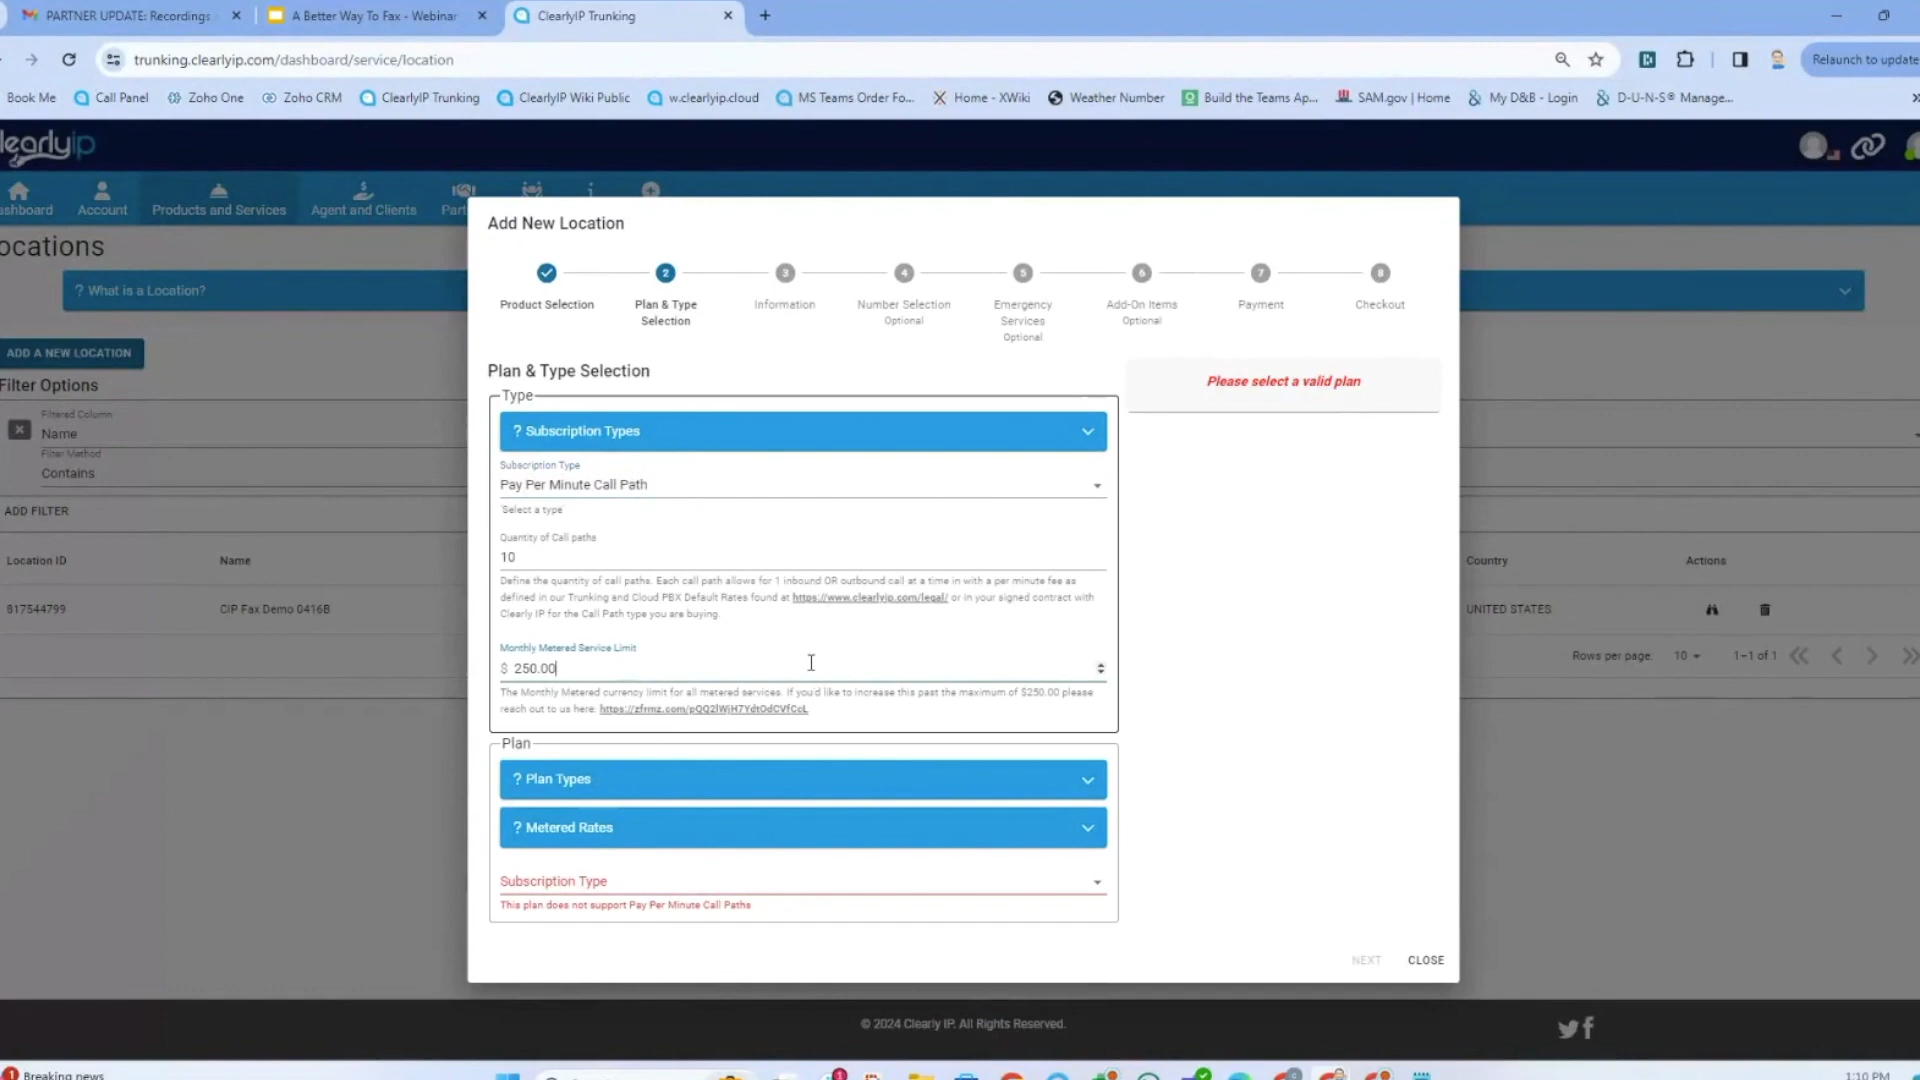 PARTNER UPDATE: Recordings
A Better Way To Fax - Webinar
ClearlyIP Trunking
trunking.clearlyip.com/dashboard/service/location
Relaunch to update
Book Me
Call Panel
Zoho One
Zoho CRM
ClearlyIP Trunking
ClearlyIP Wiki Public
w.clearlyip.cloud
MS Teams Order Fo...
Home - XWiki
Weather Number
Build the Teams Ap...
SAM.gov | Home
My D&B - Login
D-U-N-S® Manage...
learlyip
ashboard
Account
Products and Services
Agent and Clients
Part
ocations
? What is a Location?
ADD A NEW LOCATION
Filter Options
Filtered Column
Name
Filter Method
Contains
ADD FILTER
Location ID
Name
Country
Actions
817544799
CIP Fax Demo 0416B
UNITED STATES
Rows per page:
10
1-1 of 1
Add New Location
2
3
4
5
6
7
8
Product Selection
Plan & Type
Selection
Information
Number Selection
Optional
Emergency
Services
Optional
Add-On Items
Optional
Payment
Checkout
Plan & Type Selection
Please select a valid plan
Type
? Subscription Types
Subscription Type
Pay Per Minute Call Path
'Select a type'
Quantity of Call paths
10
Define the quantity of call paths. Each call path allows for 1 inbound OR outbound call at a time in with a per minute fee as
defined in our Trunking and Cloud PBX Default Rates found at https://www.clearlyip.com/legal/ or in your signed contract with
Clearly IP for the Call Path type you are buying.
Monthly Metered Service Limit
$ 250.00
The Monthly Metered currency limit for all metered services. If you'd like to increase this past the maximum of $250.00 please
reach out to us here:
Plan
? Plan Types
? Metered Rates
Subscription Type
This plan does not support Pay Per Minute Call Paths
NEXT
CLOSE
© 2024 Clearly IP. All Rights Reserved.
1
Breaking news
1
1:10 PM